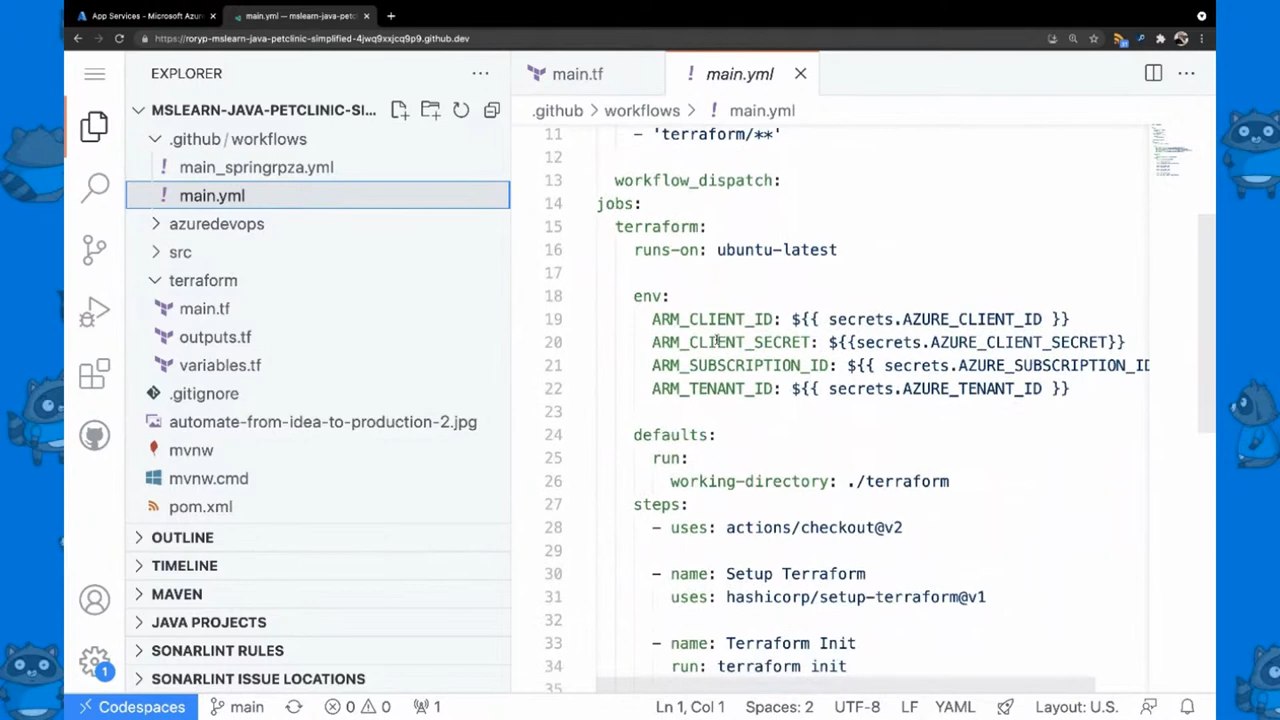 App Services - Microsoft Azure
main.yml — mslearn-java-petclinic
https://roryp-mslearn-java-petclinic-simplified-4jwq9xxjcq9p9.github.dev
EXPLORER
MSLEARN-JAVA-PETCLINIC-SI...
.github / workflows
main_springrpza.yml
main.yml
azuredevops
src
terraform
main.tf
outputs.tf
variables.tf
.gitignore
automate-from-idea-to-production-2.jpg
mvnw
mvnw.cmd
pom.xml
OUTLINE
TIMELINE
MAVEN
JAVA PROJECTS
SONARLINT RULES
SONARLINT ISSUE LOCATIONS
1
main.tf
! main.yml
.github > workflows > ! main.yml
11 - 'terraform/**'
12
13 workflow_dispatch:
14 jobs:
15 terraform:
16 runs-on: ubuntu-latest
17
18 env:
19 ARM_CLIENT_ID: ${{ secrets.AZURE_CLIENT_ID }}
20 ARM_CLIENT_SECRET: ${{secrets.AZURE_CLIENT_SECRET}}
21 ARM_SUBSCRIPTION_ID: ${{ secrets.AZURE_SUBSCRIPTION_ID
22 ARM_TENANT_ID: ${{ secrets.AZURE_TENANT_ID }}
23
24 defaults:
25 run:
26 working-directory: ./terraform
27 steps:
28 - uses: actions/checkout@v2
29
30 - name: Setup Terraform
31 uses: hashicorp/setup-terraform@v1
32
33 - name: Terraform Init
34 run: terraform init
35
Codespaces main 0 0 1 Ln 1, Col 1 Spaces: 2 UTF-8 LF YAML Layout: U.S.